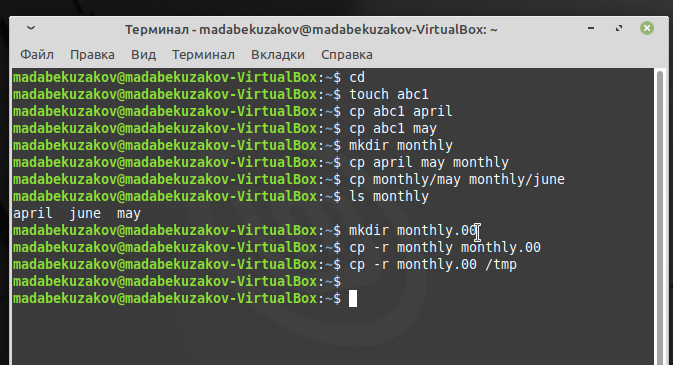 Терминал - madabekuzakov@madabekuzakov-VirtualBox: ~
Файл Правка Вид Терминал Вкладки Справка
madabekuzakov@madabekuzakov-VirtualBox:~$ cd
madabekuzakov@madabekuzakov-VirtualBox:~$ touch abc1
madabekuzakov@madabekuzakov-VirtualBox:~$ cp abc1 april
madabekuzakov@madabekuzakov-VirtualBox:~$ cp abc1 may
madabekuzakov@madabekuzakov-VirtualBox:~$ mkdir monthly
madabekuzakov@madabekuzakov-VirtualBox:~$ cp april may monthly
madabekuzakov@madabekuzakov-VirtualBox:~$ cp monthly/may monthly/june
madabekuzakov@madabekuzakov-VirtualBox:~$ ls monthly
april june may
madabekuzakov@madabekuzakov-VirtualBox:~$ mkdir monthly.00
madabekuzakov@madabekuzakov-VirtualBox:~$ cp -r monthly monthly.00
madabekuzakov@madabekuzakov-VirtualBox:~$ cp -r monthly.00 /tmp
madabekuzakov@madabekuzakov-VirtualBox:~$
madabekuzakov@madabekuzakov-VirtualBox:~$